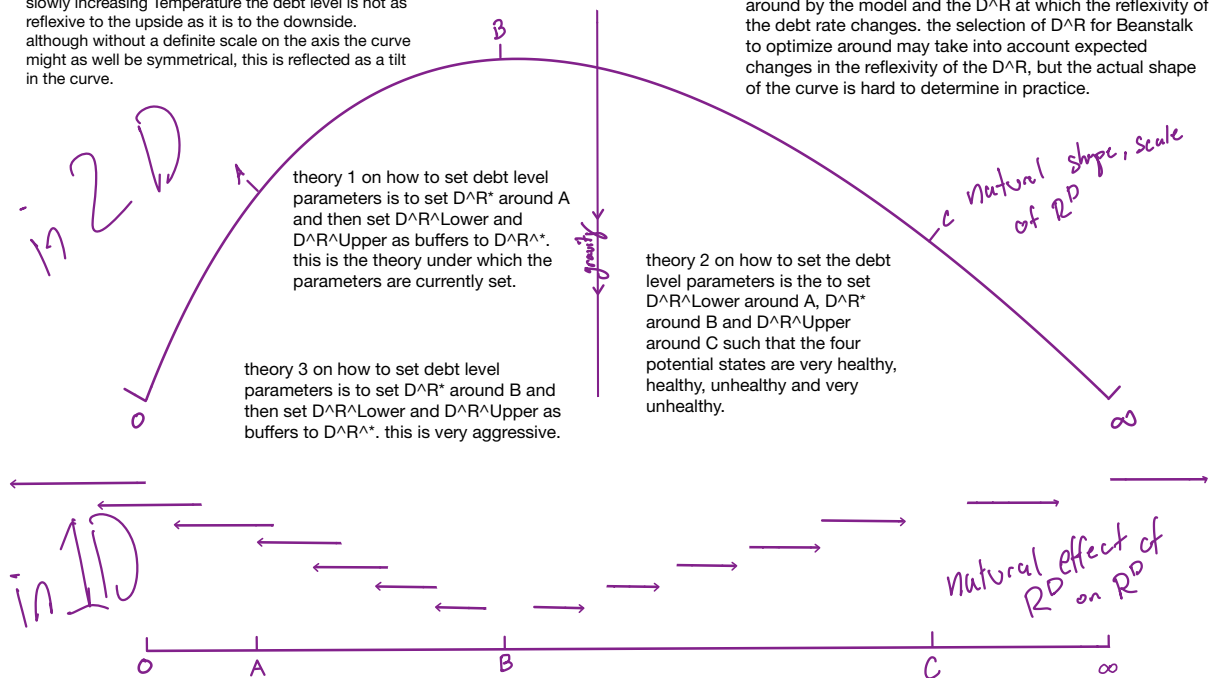 slowly increasing Temperature the debt level is not as
reflexive to the upside as it is to the downside.
although without a definite scale on the axis the curve
might as well be symmetrical, this is reflected as a tilt
in the curve.
around by the model and the D^R at which the reflexivity of
the debt rate changes. the selection of D^R for Beanstalk
to optimize around may take into account expected
changes in the reflexivity of the D^R, but the actual shape
of the curve is hard to determine in practice.
B
in 2D
A
theory 1 on how to set debt level
parameters is to set D^R* around A
and then set D^R^Lower and
D^R^Upper as buffers to D^R^*.
this is the theory under which the
parameters are currently set.
gravity
C
natural shape, scale
of R^D
theory 2 on how to set the debt
level parameters is the to set
D^R^Lower around A, D^R*
around B and D^R^Upper
around C such that the four
potential states are very healthy,
healthy, unhealthy and very
unhealthy.
theory 3 on how to set debt level
parameters is to set D^R* around B and
then set D^R^Lower and D^R^Upper as
buffers to D^R^*. this is very aggressive.
0
∞
in 1D
natural effect of
R^D on R^D
0 A B C ∞